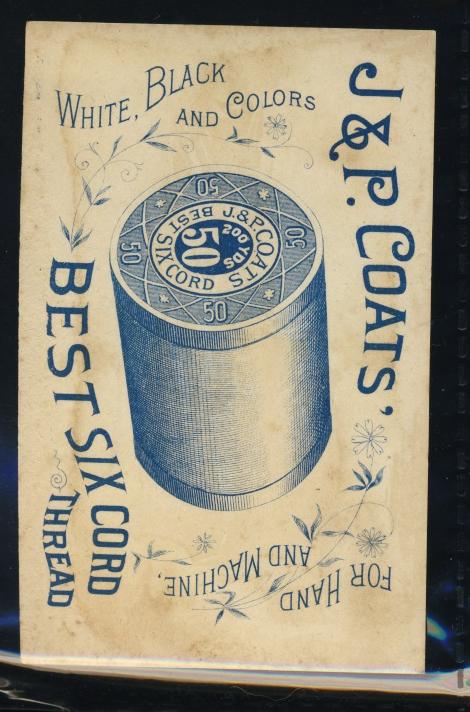 WHITE, BLACK
AND COLORS
J. & P. COATS'
BEST SIX CORD
THREAD
FOR HAND
AND MACHINE,
J.&P. COATS
BEST SIX CORD
200 YDS
50
50
50
50
50